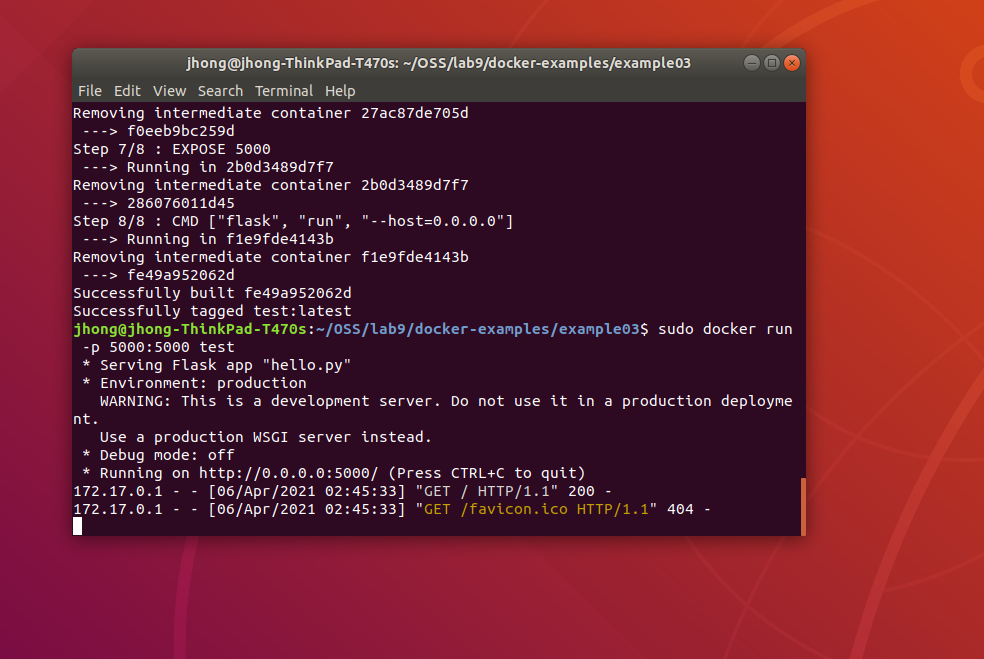 jhong@jhong-ThinkPad-T470s: ~/OSS/lab9/docker-examples/example03
File Edit View Search Terminal Help
Removing intermediate container 27ac87de705d
 ---> f0eeb9bc259d
Step 7/8 : EXPOSE 5000
 ---> Running in 2b0d3489d7f7
Removing intermediate container 2b0d3489d7f7
 ---> 286076011d45
Step 8/8 : CMD ["flask", "run", "--host=0.0.0.0"]
 ---> Running in f1e9fde4143b
Removing intermediate container f1e9fde4143b
 ---> fe49a952062d
Successfully built fe49a952062d
Successfully tagged test:latest
jhong@jhong-ThinkPad-T470s:~/OSS/lab9/docker-examples/example03$ sudo docker run
 -p 5000:5000 test
 * Serving Flask app "hello.py"
 * Environment: production
   WARNING: This is a development server. Do not use it in a production deployme
nt.
   Use a production WSGI server instead.
 * Debug mode: off
 * Running on http://0.0.0.0:5000/ (Press CTRL+C to quit)
172.17.0.1 - - [06/Apr/2021 02:45:33] "GET / HTTP/1.1" 200 -
172.17.0.1 - - [06/Apr/2021 02:45:33] "GET /favicon.ico HTTP/1.1" 404 -